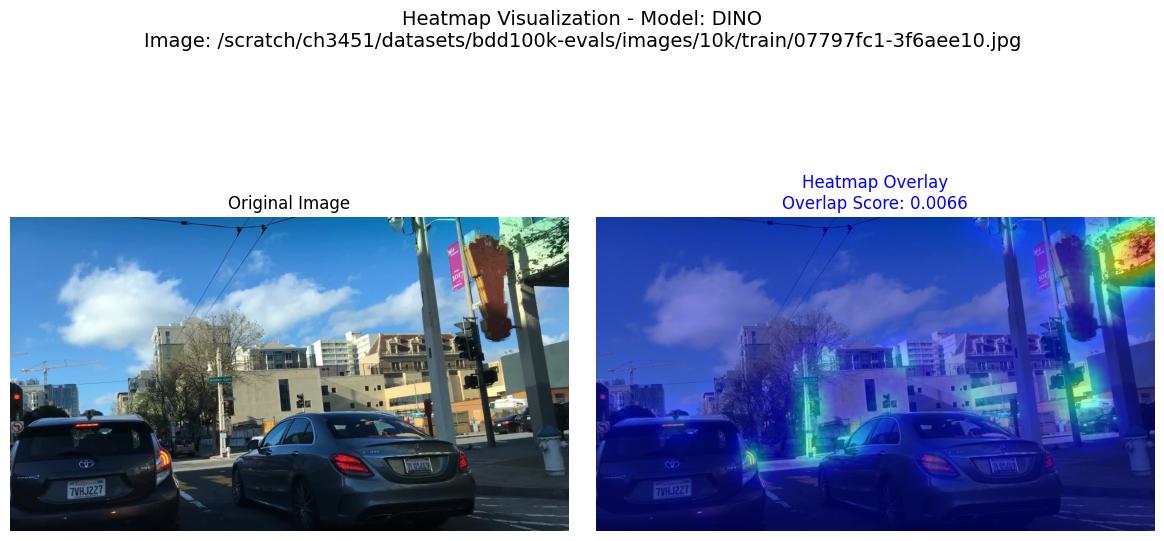 Heatmap Visualization - Model: DINO
Image: /scratch/ch3451/datasets/bdd100k-evals/images/10k/train/07797fc1-3f6aee10.jpg
Original Image
Heatmap Overlay
Overlap Score: 0.0066
7VHJ227